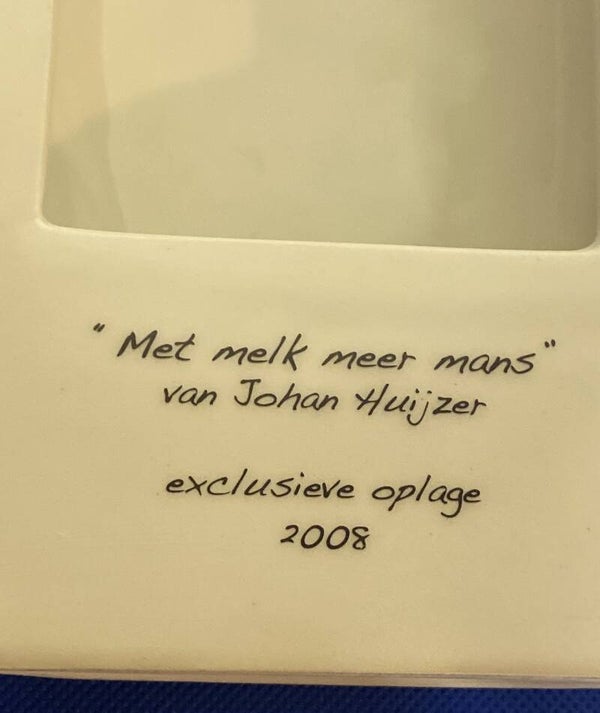 "Met melk meer mans"
van Johan Huijzer
exclusieve oplage
2008